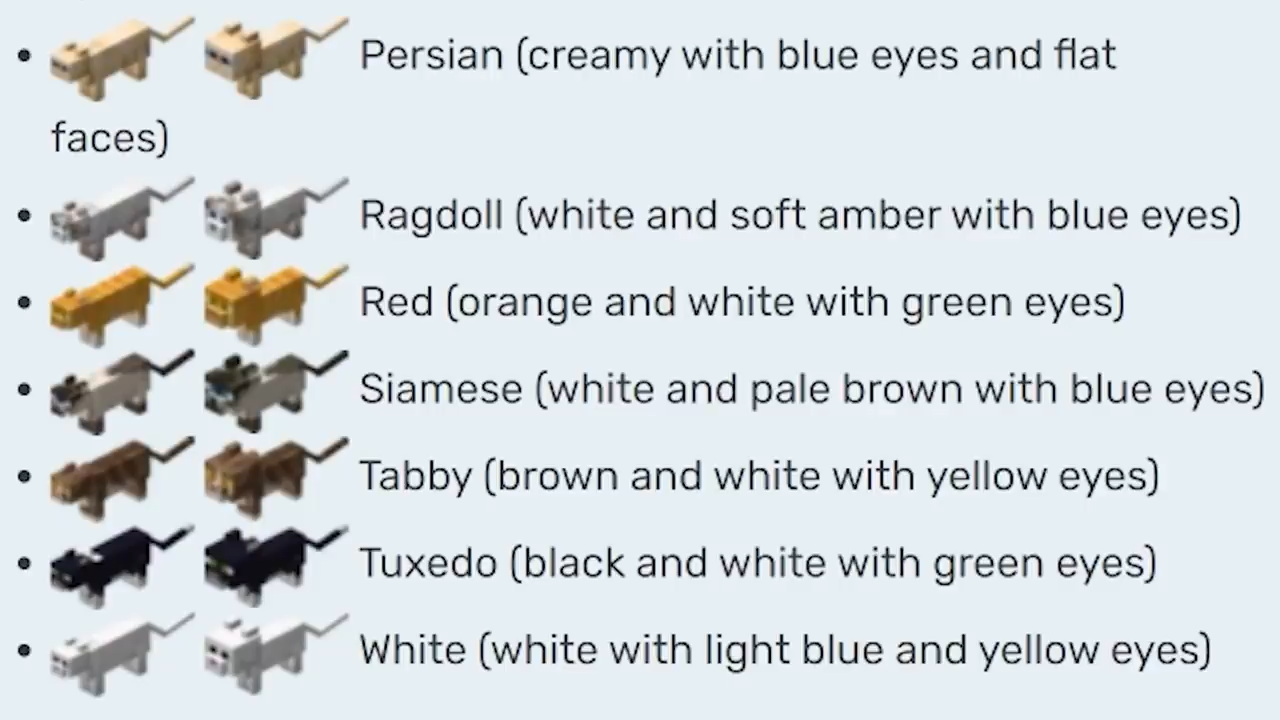 Persian (creamy with blue eyes and flat
faces)
Ragdoll (white and soft amber with blue eyes)
Red (orange and white with green eyes)
Siamese (white and pale brown with blue eyes)
Tabby (brown and white with yellow eyes)
Tuxedo (black and white with green eyes)
White (white with light blue and yellow eyes)